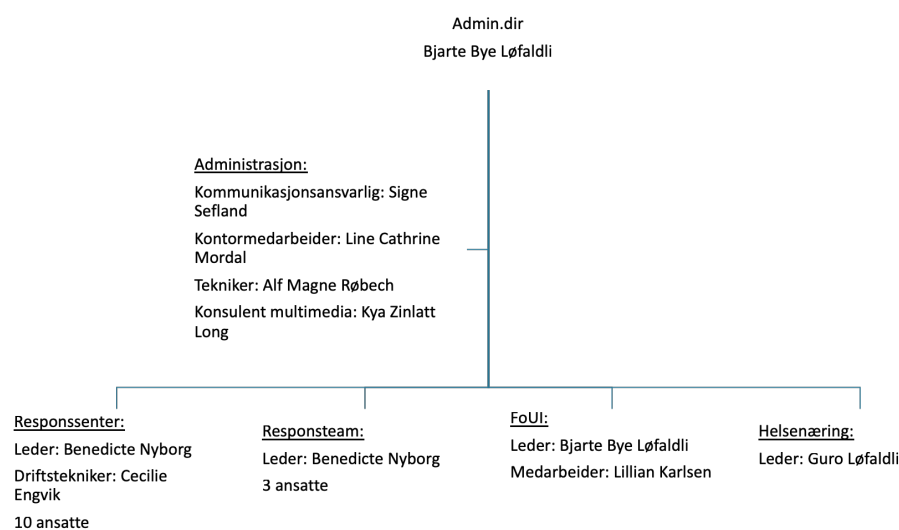 Admin.dir
Bjarte Bye Løfaldli
Administrasjon:
Kommunikasjonsansvarlig: Signe
Sefland
Kontormedarbeider: Line Cathrine
Mordal
Tekniker: Alf Magne Røbech
Konsulent multimedia: Kya Zinlatt
Long
Responssenter:
Leder: Benedicte Nyborg
Driftstekniker: Cecilie
Engvik
10 ansatte
Responsteam:
Leder: Benedicte Nyborg
3 ansatte
FoUI:
Leder: Bjarte Bye Løfaldli
Medarbeider: Lillian Karlsen
Helsenæring:
Leder: Guro Løfaldli